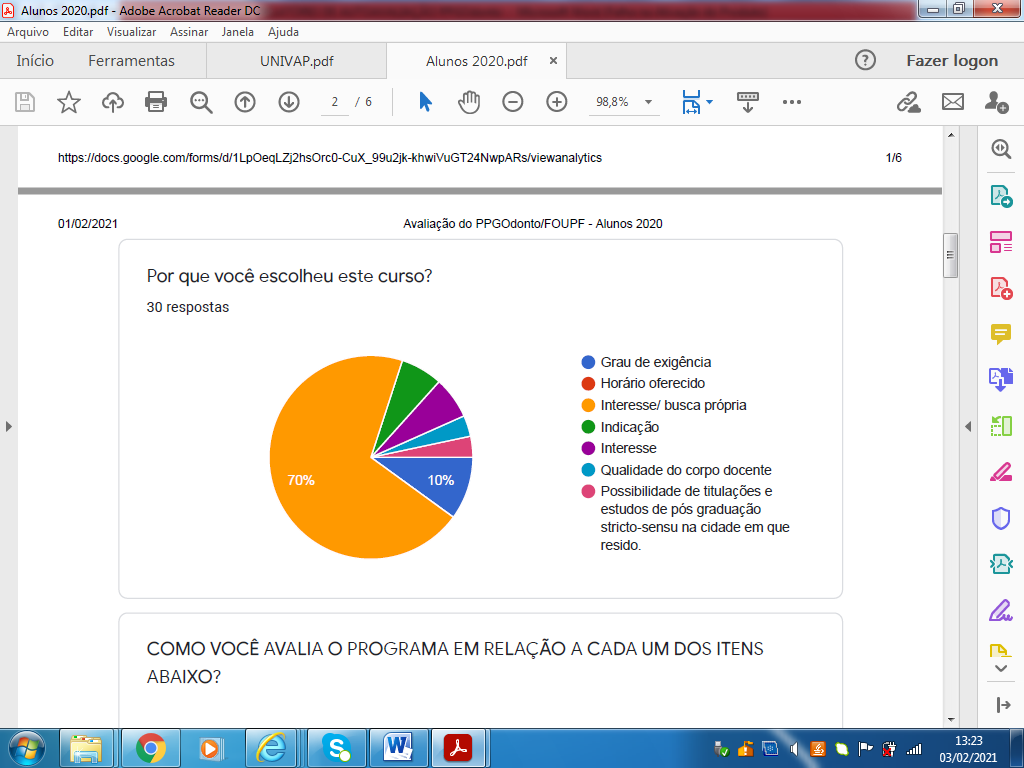 Alunos 2020.pdf - Adobe Acrobat Reader DC
Arquivo Editar Visualizar Assinar Janela Ajuda
Início Ferramentas UNIVAP.pdf Alunos 2020.pdf × ? Fazer logon
2 / 6 98,8%
https://docs.google.com/forms/d/1LpOeqLZj2hsOrc0-CuX_99u2jk-khwiVuGT24NwpARs/viewanalytics 1/6
01/02/2021 Avaliação do PPGOdonto/FOUPF - Alunos 2020
Por que você escolheu este curso?
30 respostas
Grau de exigência
Horário oferecido
Interesse/ busca própria
Indicação
Interesse
Qualidade do corpo docente
Possibilidade de titulações e
estudos de pós graduação
stricto-sensu na cidade em que
resido.
70%
10%
COMO VOCÊ AVALIA O PROGRAMA EM RELAÇÃO A CADA UM DOS ITENS
ABAIXO?
13:23
03/02/2021